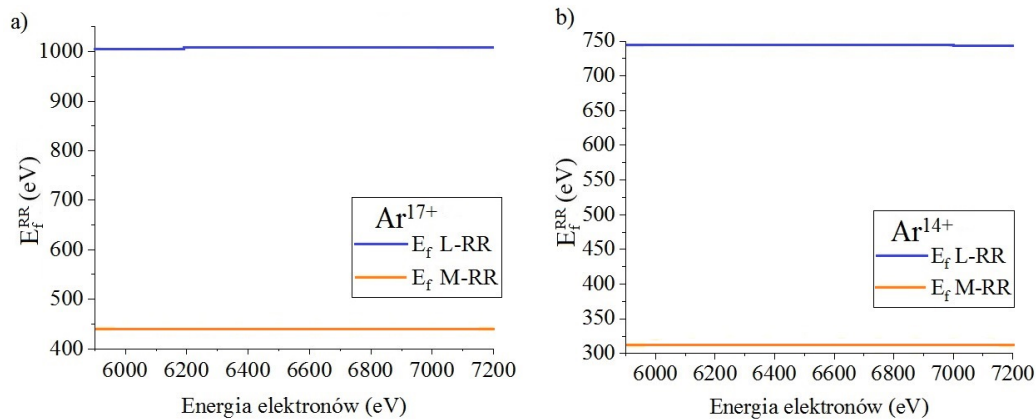 a)
1000
900
800
700
600
500
400
E_f^RR (eV)
Ar¹⁷⁺
E_f L-RR
E_f M-RR
6000 6200 6400 6600 6800 7000 7200
Energia elektronów (eV)
b)
750
700
650
600
550
500
450
400
350
300
E_f^RR (eV)
Ar¹⁴⁺
E_f L-RR
E_f M-RR
6000 6200 6400 6600 6800 7000 7200
Energia elektronów (eV)